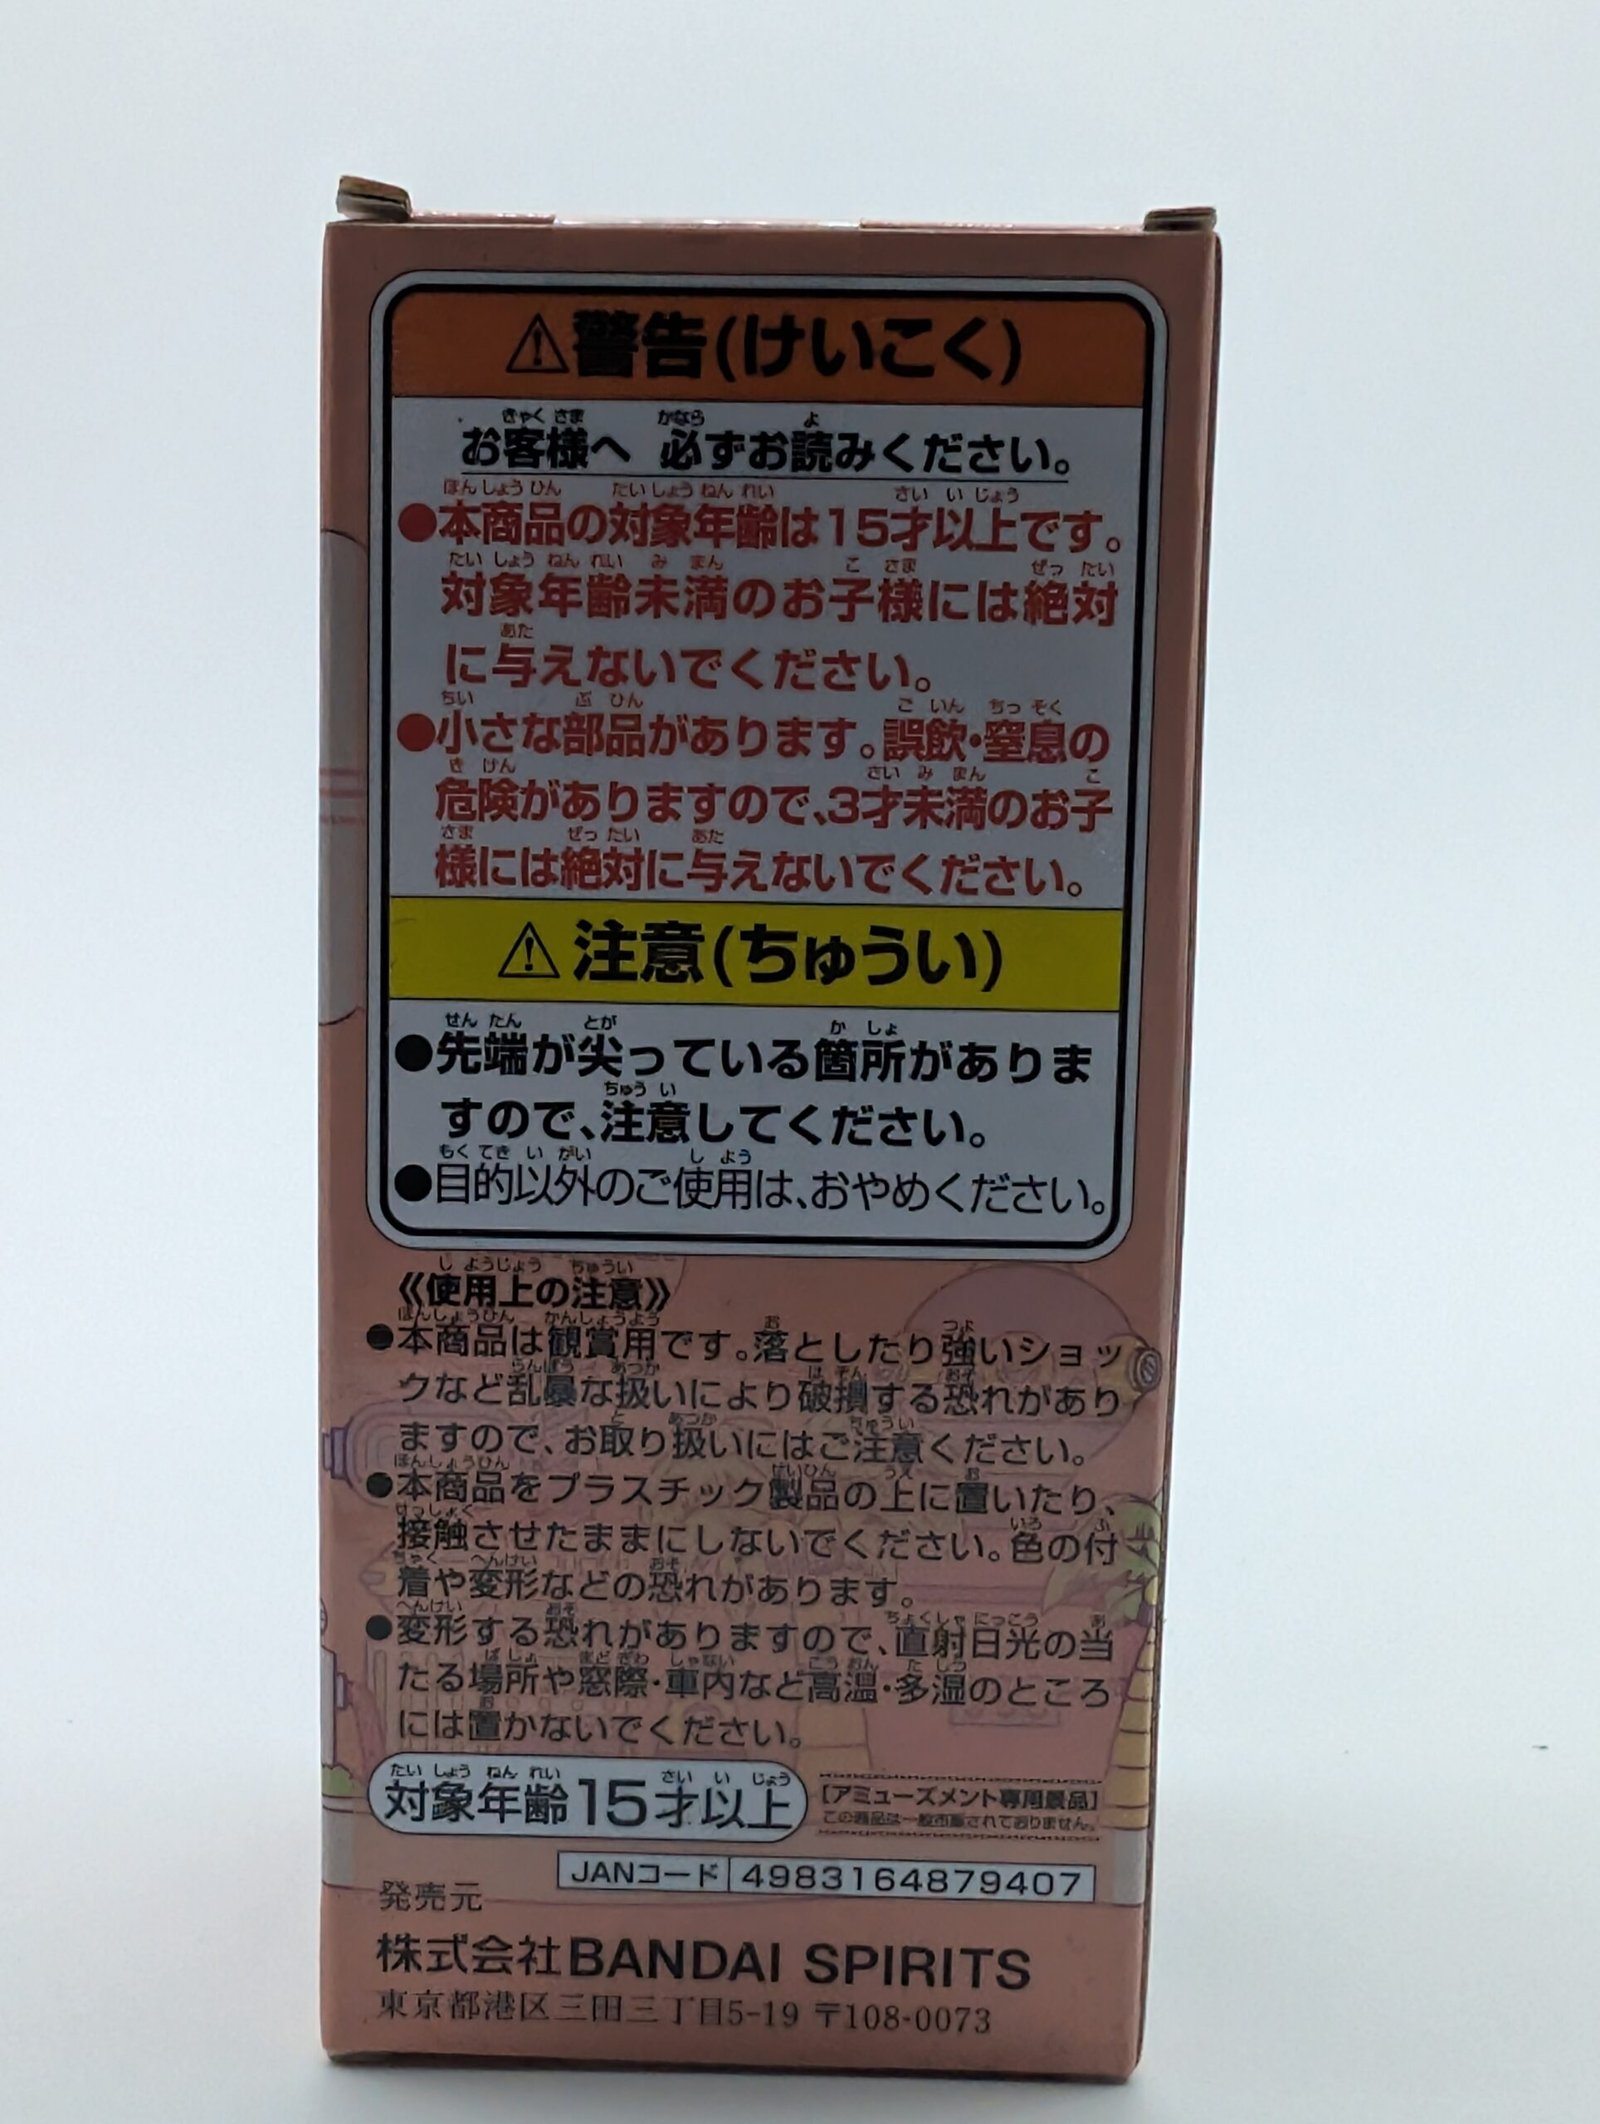 ⚠警告(けいこく)
お客様へ 必ずお読みください。
●本商品の対象年齢は15才以上です。
対象年齢未満のお子様には絶対
に与えないでください。
●小さな部品があります。誤飲・窒息の
危険がありますので、3才未満のお子
様には絶対に与えないでください。
⚠注意(ちゅうい)
●先端が尖っている箇所がありま
すので、注意してください。
●目的以外のご使用は、おやめください。
《使用上の注意》
●本商品は観賞用です。落としたり強いショッ
クなど乱暴な扱いにより破損する恐れがあり
ますので、お取り扱いにはご注意ください。
●本商品をプラスチック製品の上に置いたり、
接触させたままにしないでください。色の付
着や変形などの恐れがあります。
●変形する恐れがありますので、直射日光の当
たる場所や窓際・車内など高温・多湿のところ
には置かないでください。
対象年齢15才以上
[アミューズメント専用景品]
この商品は一般市販されておりません。
JANコード 4983164879407
発売元
株式会社BANDAI SPIRITS
東京都港区三田三丁目5-19 〒108-0073